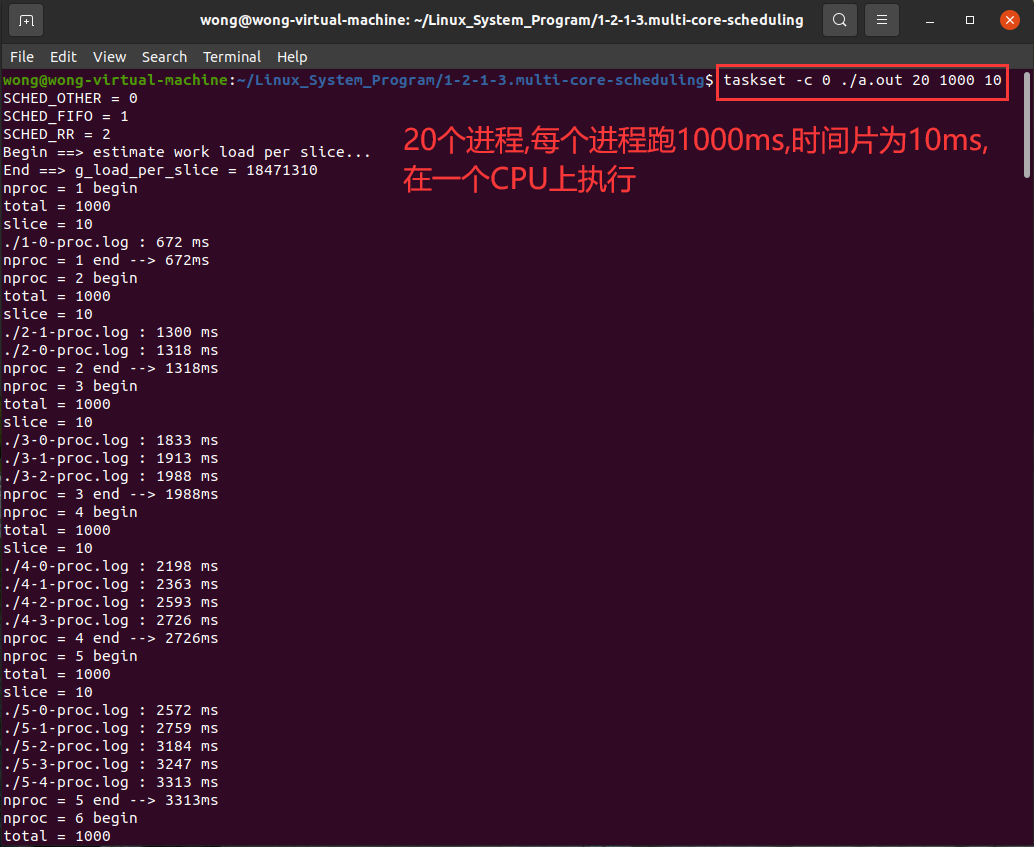 wong@wong-virtual-machine: ~/Linux_System_Program/1-2-1-3.multi-core-scheduling
File Edit View Search Terminal Help
wong@wong-virtual-machine:~/Linux_System_Program/1-2-1-3.multi-core-scheduling$ taskset -c 0 ./a.out 20 1000 10
SCHED_OTHER = 0
SCHED_FIFO = 1
SCHED_RR = 2
Begin ==> estimate work load per slice...
End ==> g_load_per_slice = 18471310
20个进程,每个进程跑1000ms,时间片为10ms,
在一个CPU上执行
nproc = 1 begin
total = 1000
slice = 10
./1-0-proc.log : 672 ms
nproc = 1 end --> 672ms
nproc = 2 begin
total = 1000
slice = 10
./2-1-proc.log : 1300 ms
./2-0-proc.log : 1318 ms
nproc = 2 end --> 1318ms
nproc = 3 begin
total = 1000
slice = 10
./3-0-proc.log : 1833 ms
./3-1-proc.log : 1913 ms
./3-2-proc.log : 1988 ms
nproc = 3 end --> 1988ms
nproc = 4 begin
total = 1000
slice = 10
./4-0-proc.log : 2198 ms
./4-1-proc.log : 2363 ms
./4-2-proc.log : 2593 ms
./4-3-proc.log : 2726 ms
nproc = 4 end --> 2726ms
nproc = 5 begin
total = 1000
slice = 10
./5-0-proc.log : 2572 ms
./5-1-proc.log : 2759 ms
./5-2-proc.log : 3184 ms
./5-3-proc.log : 3247 ms
./5-4-proc.log : 3313 ms
nproc = 5 end --> 3313ms
nproc = 6 begin
total = 1000